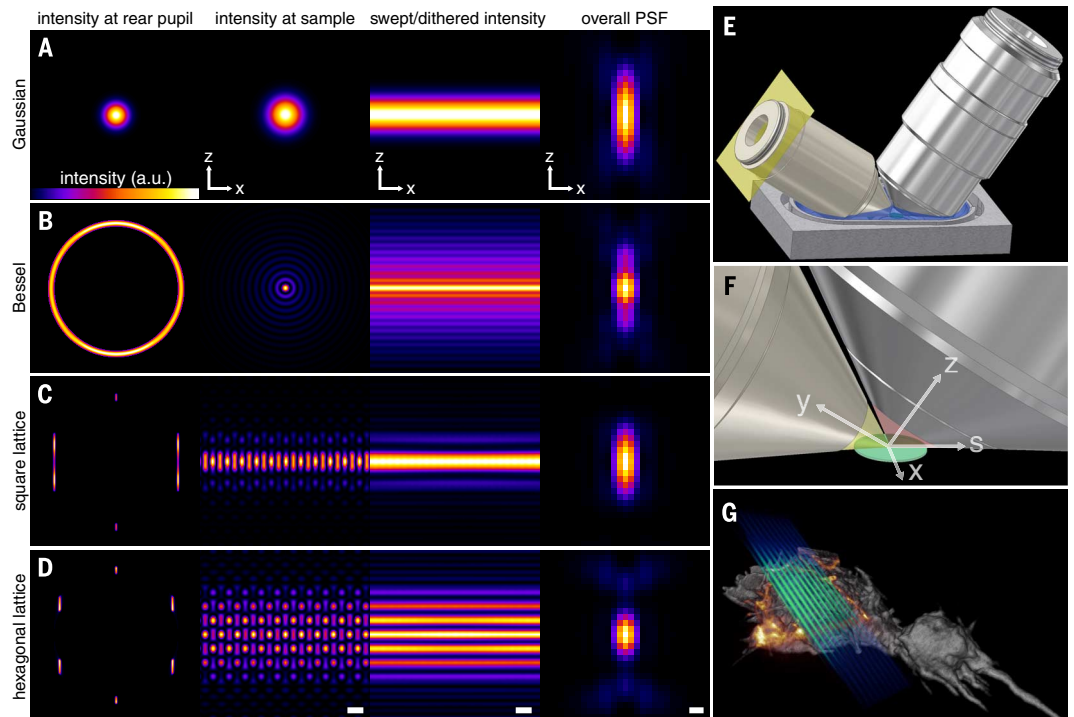 intensity at rear pupil intensity at sample swept/dithered intensity overall PSF
A
Gaussian
intensity (a.u.)
z
x
z
x
z
x
B
Bessel
C
square lattice
D
hexagonal lattice
E
F
z
y
s
x
G